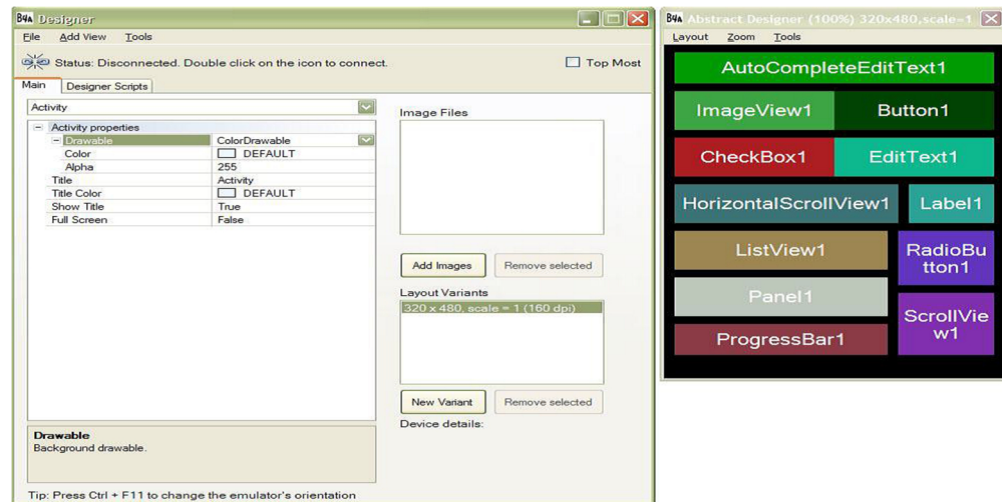 B4A Designer
File Add View Tools
Status: Disconnected. Double click on the icon to connect.
Top Most
Main Designer Scripts
Activity
Activity properties
Drawable ColorDrawable
Color DEFAULT
Alpha 255
Title Activity
Title Color DEFAULT
Show Title True
Full Screen False
Drawable
Background drawable.
Tip: Press Ctrl + F11 to change the emulator's orientation
Image Files
Add Images Remove selected
Layout Variants
320 x 480, scale = 1 (160 dpi)
New Variant Remove selected
Device details:
B4A Abstract Designer (100%) 320x480,scale=1
Layout Zoom Tools
AutoCompleteEditText1
ImageView1 Button1
CheckBox1 EditText1
HorizontalScrollView1 Label1
ListView1
RadioBu
tton1
Panel1
ScrollVie
w1
ProgressBar1